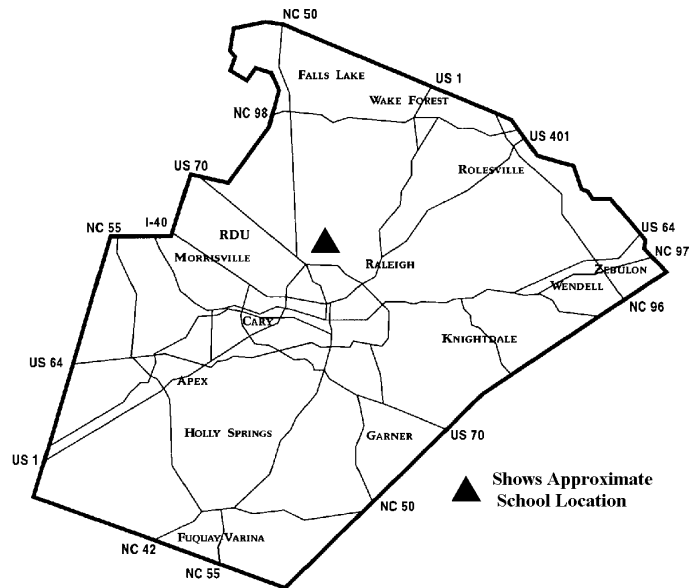 NC 50
FALLS LAKE
US 1
WAKE FOREST
NC 98
US 401
ROLESVILLE
US 70
I-40
NC 55
RDU
MORRISVILLE
RALEIGH
US 64
NC 97
ZEBULON
WENDELL
NC 96
CARY
KNIGHTDALE
US 64
APEX
HOLLY SPRINGS
GARNER
US 70
US 1
Shows Approximate
School Location
NC 50
FUQUAY VARINA
NC 42
NC 55